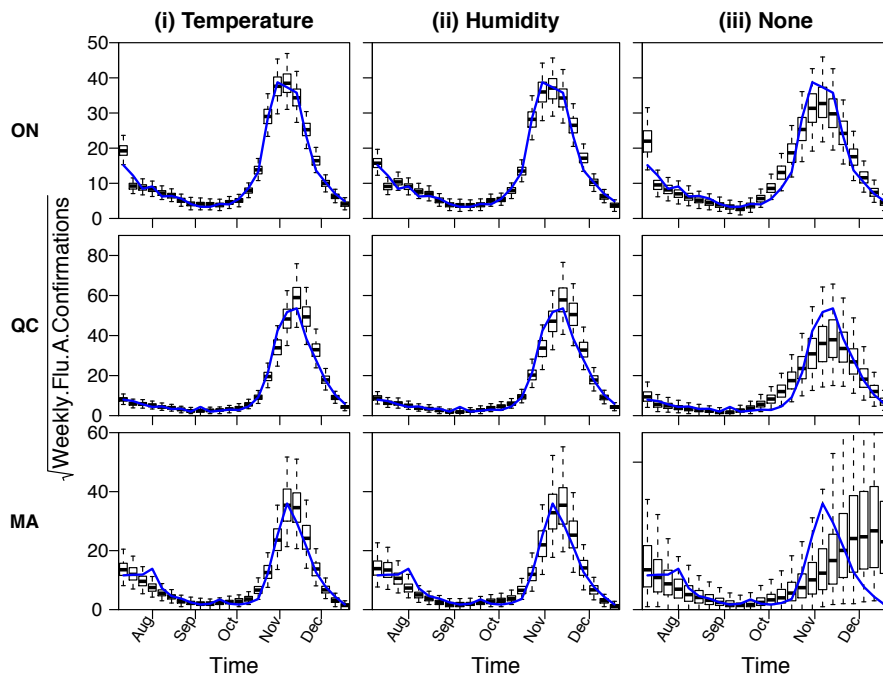 (i) Temperature (ii) Humidity (iii) None
ON
QC
MA
√Weekly.Flu.A.Confirmations
50
40
30
20
10
0
80
60
40
20
0
60
40
20
0
Aug Sep Oct Nov Dec
Aug Sep Oct Nov Dec
Aug Sep Oct Nov Dec
Time Time Time